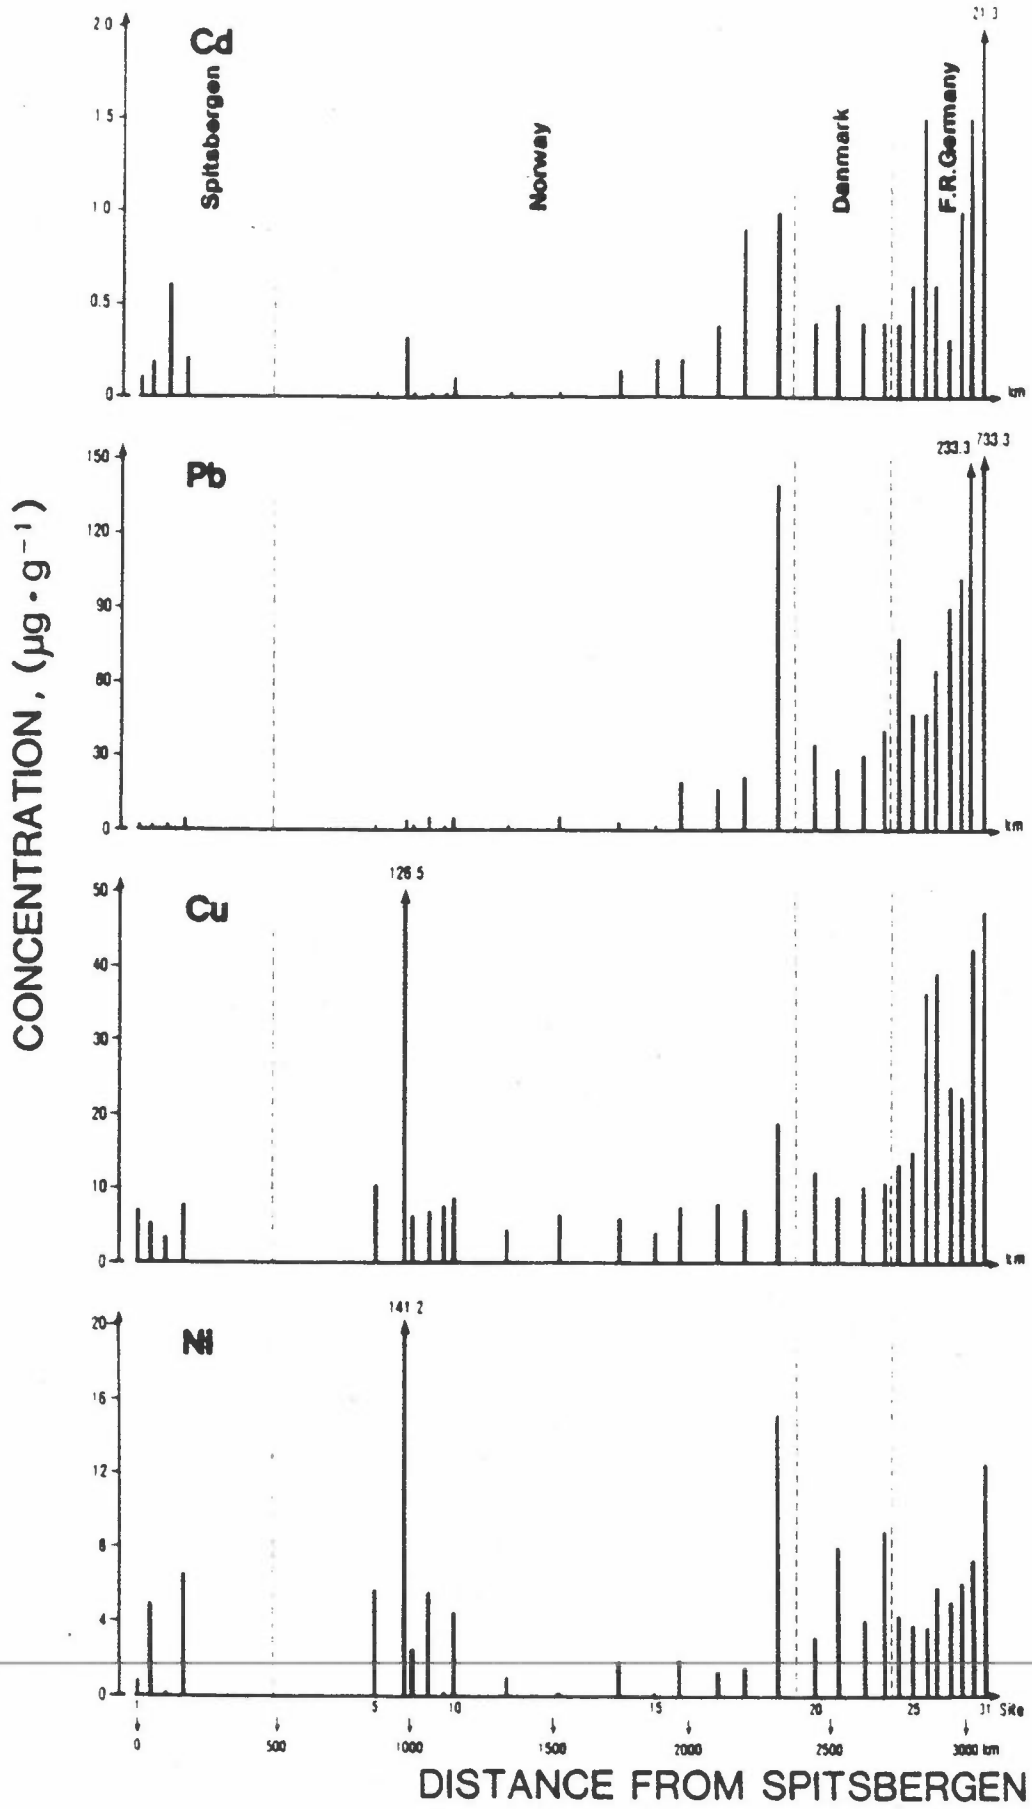 21 3
2 0
Cd
Spitsbergen
Norway
Danmark
F.R.Germany
1 5
1 0
0.5
0
km
150
Pb
233.3 733 3
120
90
60
30
0
km
CONCENTRATION, (µg · g⁻¹)
126 5
50
Cu
40
30
20
10
0
km
141 2
20
Ni
16
12
8
4
0
1 5 10 15 20 25 31 Site
0 500 1000 1500 2000 2500 3000 km
DISTANCE FROM SPITSBERGEN